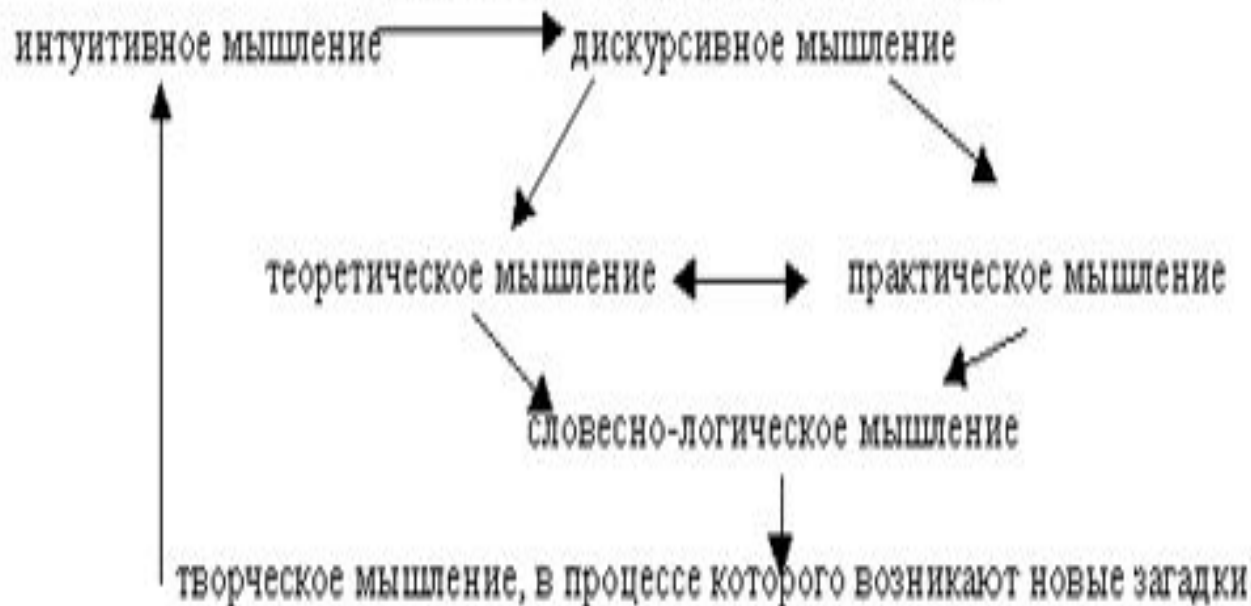 интуитивное мышление дискурсивное мышление
теоретическое мышление практическое мышление
словесно-логическое мышление
творческое мышление, в процессе которого возникают новые загадки